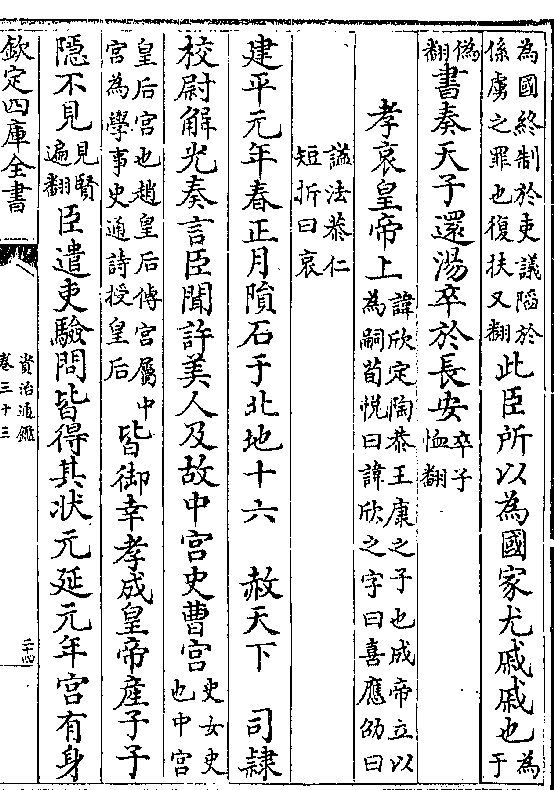 為國終制於吏議陷於
係虜之罪也復扶又翻
此臣所以為國家尤戚戚也
為
于
偽
翻
書奏天子還湯卒於長安
卒子
恤翻
孝哀皇帝上
諱欣定陶恭王康之子也成帝立以
為嗣荀悦曰諱欣之字曰喜應劭曰
諡法恭仁
短折曰哀
建平元年春正月隕石于北地十六 赦天下 司隷
校尉解光奏言臣聞許美人及故中宮史曹宮
史女史
也中宮
皇后宮也趙皇后傳宮屬中
宮為學事史通詩授皇后
皆御幸孝成皇帝産子子
隠不見
見賢
遍翻
臣遣吏驗問皆得其状元延元年宮有身
欽定四庫全書
資治通鑑
卷三十三
二十四